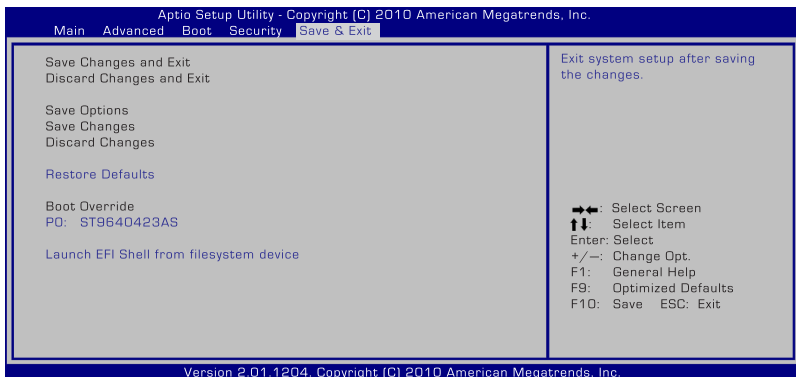 Aptio Setup Utility - Copyright (C) 2010 American Megatrends, Inc.
Main Advanced Boot Security Save & Exit
Save Changes and Exit
Discard Changes and Exit
Save Options
Save Changes
Discard Changes
Restore Defaults
Boot Override
P0: ST9640423AS
Launch EFI Shell from filesystem device
Exit system setup after saving
the changes.
→←: Select Screen
↑↓: Select Item
Enter: Select
+/—: Change Opt.
F1: General Help
F9: Optimized Defaults
F10: Save ESC: Exit
Version 2.01.1204. Copyright (C) 2010 American Megatrends, Inc.